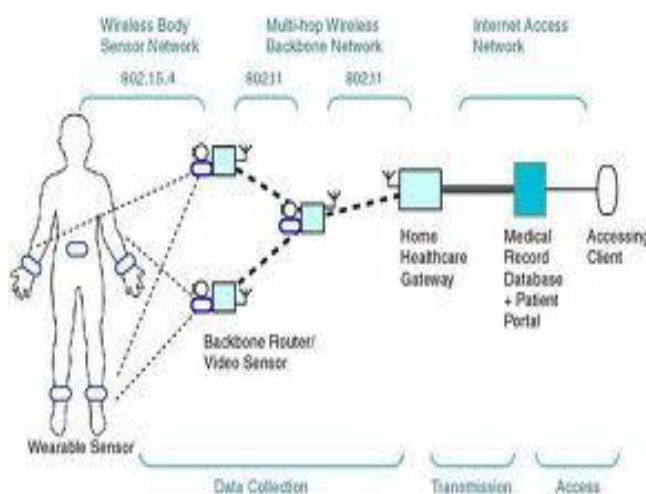 Wireless Body
Sensor Network
Multi-hop Wireless
Backbone Network
Internet Access
Network
802.15.4
802.11
802.11
Home
Healthcare
Gateway
Medical
Record
Database
+ Patient
Portal
Accessing
Client
Backbone Router/
Video Sensor
Wearable Sensor
Data Collection
Transmission
Access